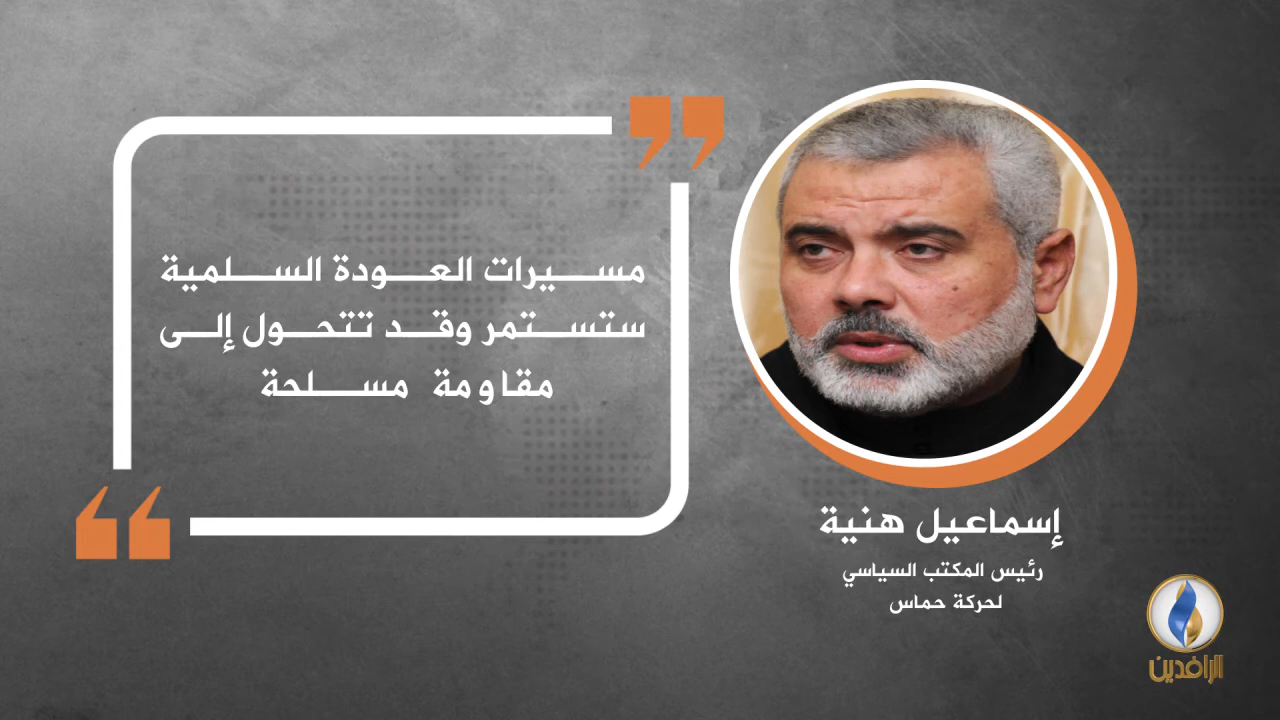 مسيرات العودة السلمية
ستستمر وقد تتحول إلى
مقاومة مسلحة
إسماعيل هنية
رئيس المكتب السياسي
لحركة حماس
الرافدين